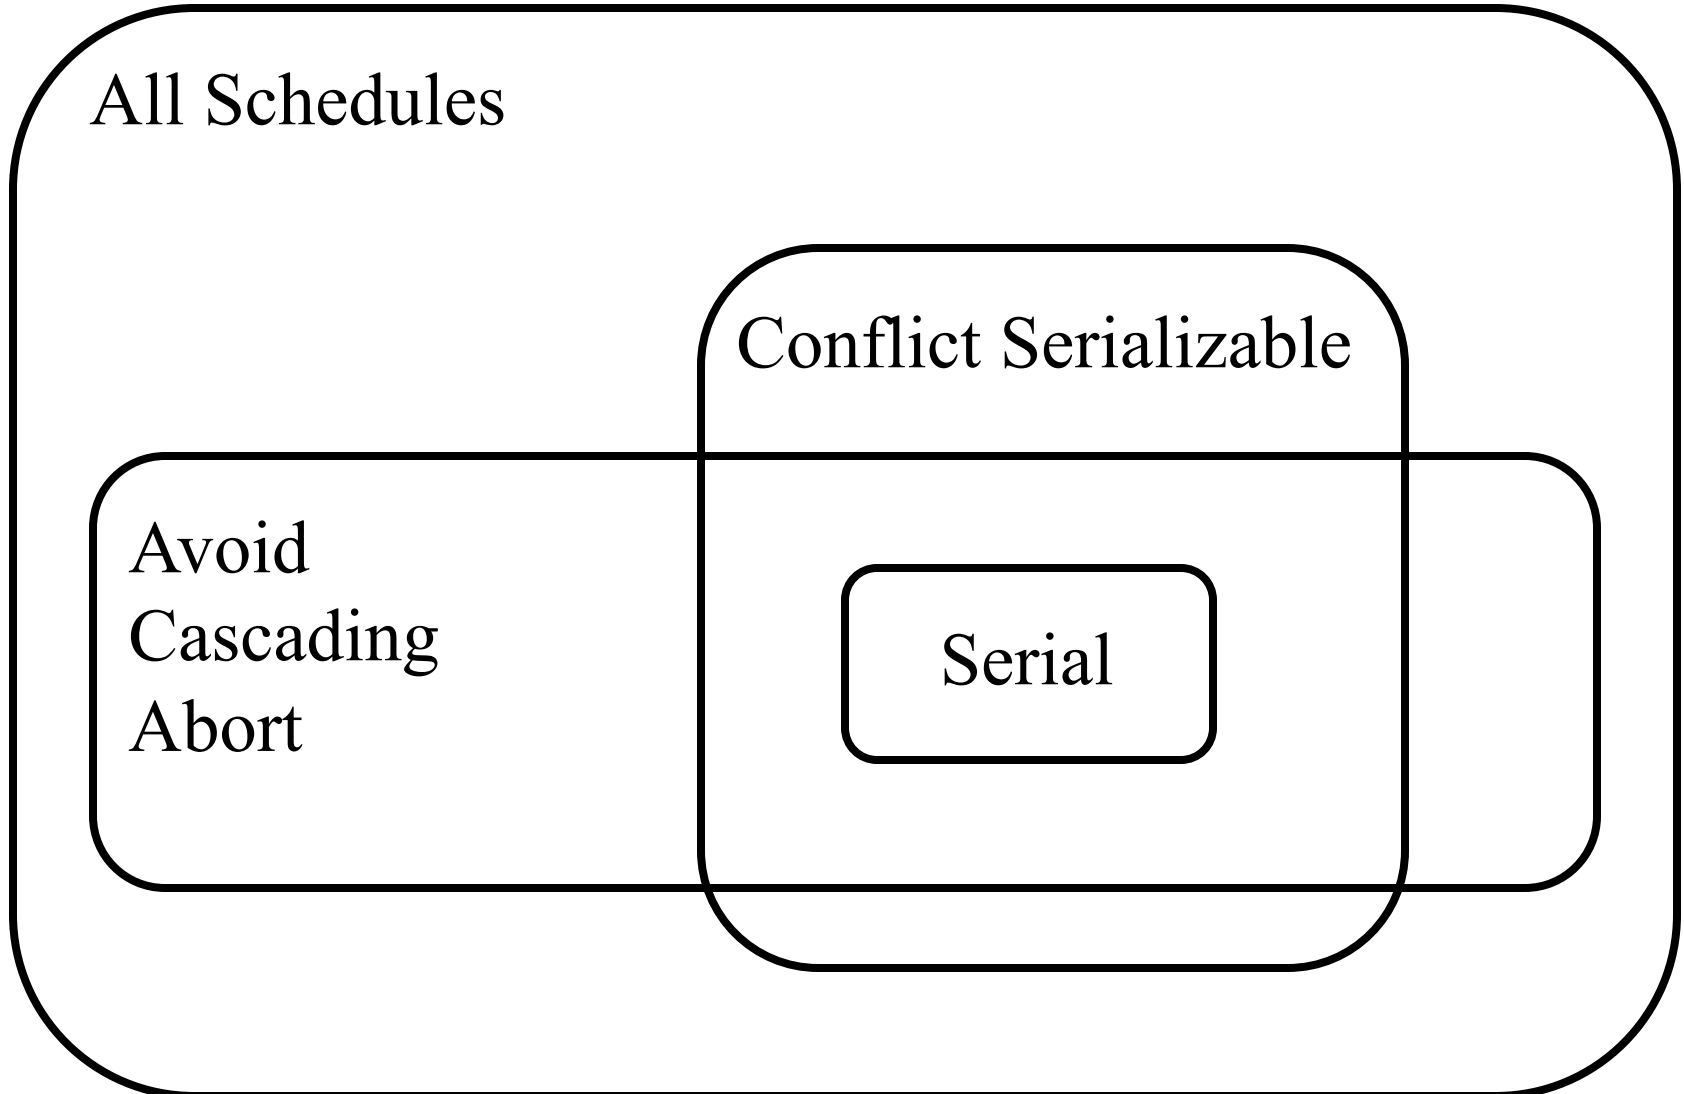 All Schedules
Conflict Serializable
Avoid
Cascading
Abort
Serial